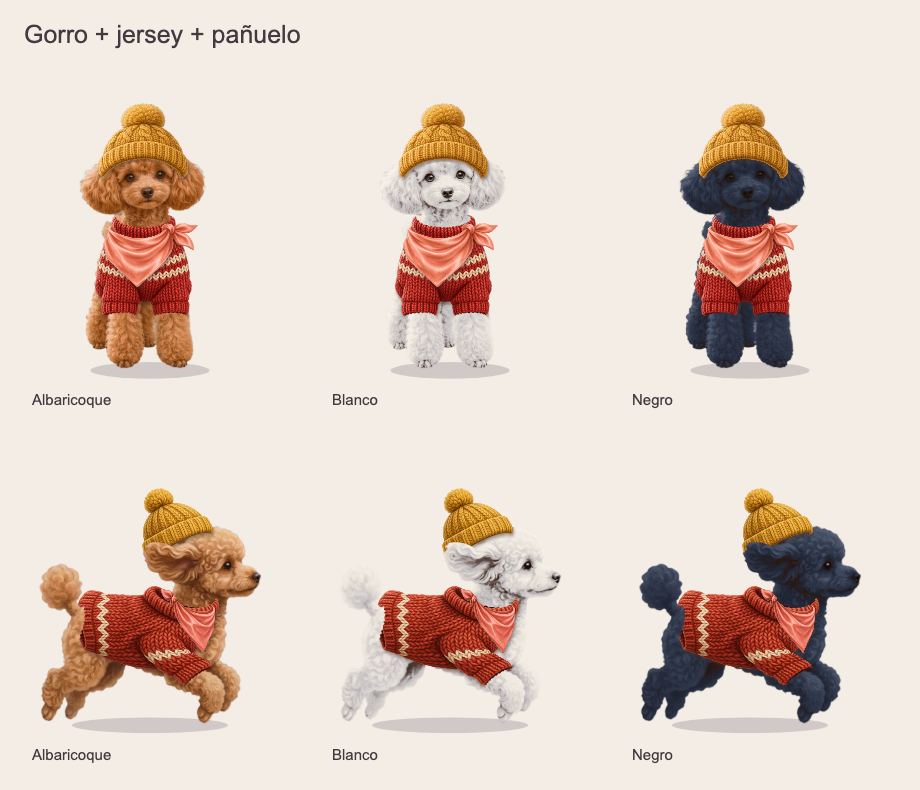 Gorro + jersey + pañuelo
Albaricoque
Blanco
Negro
Albaricoque
Blanco
Negro